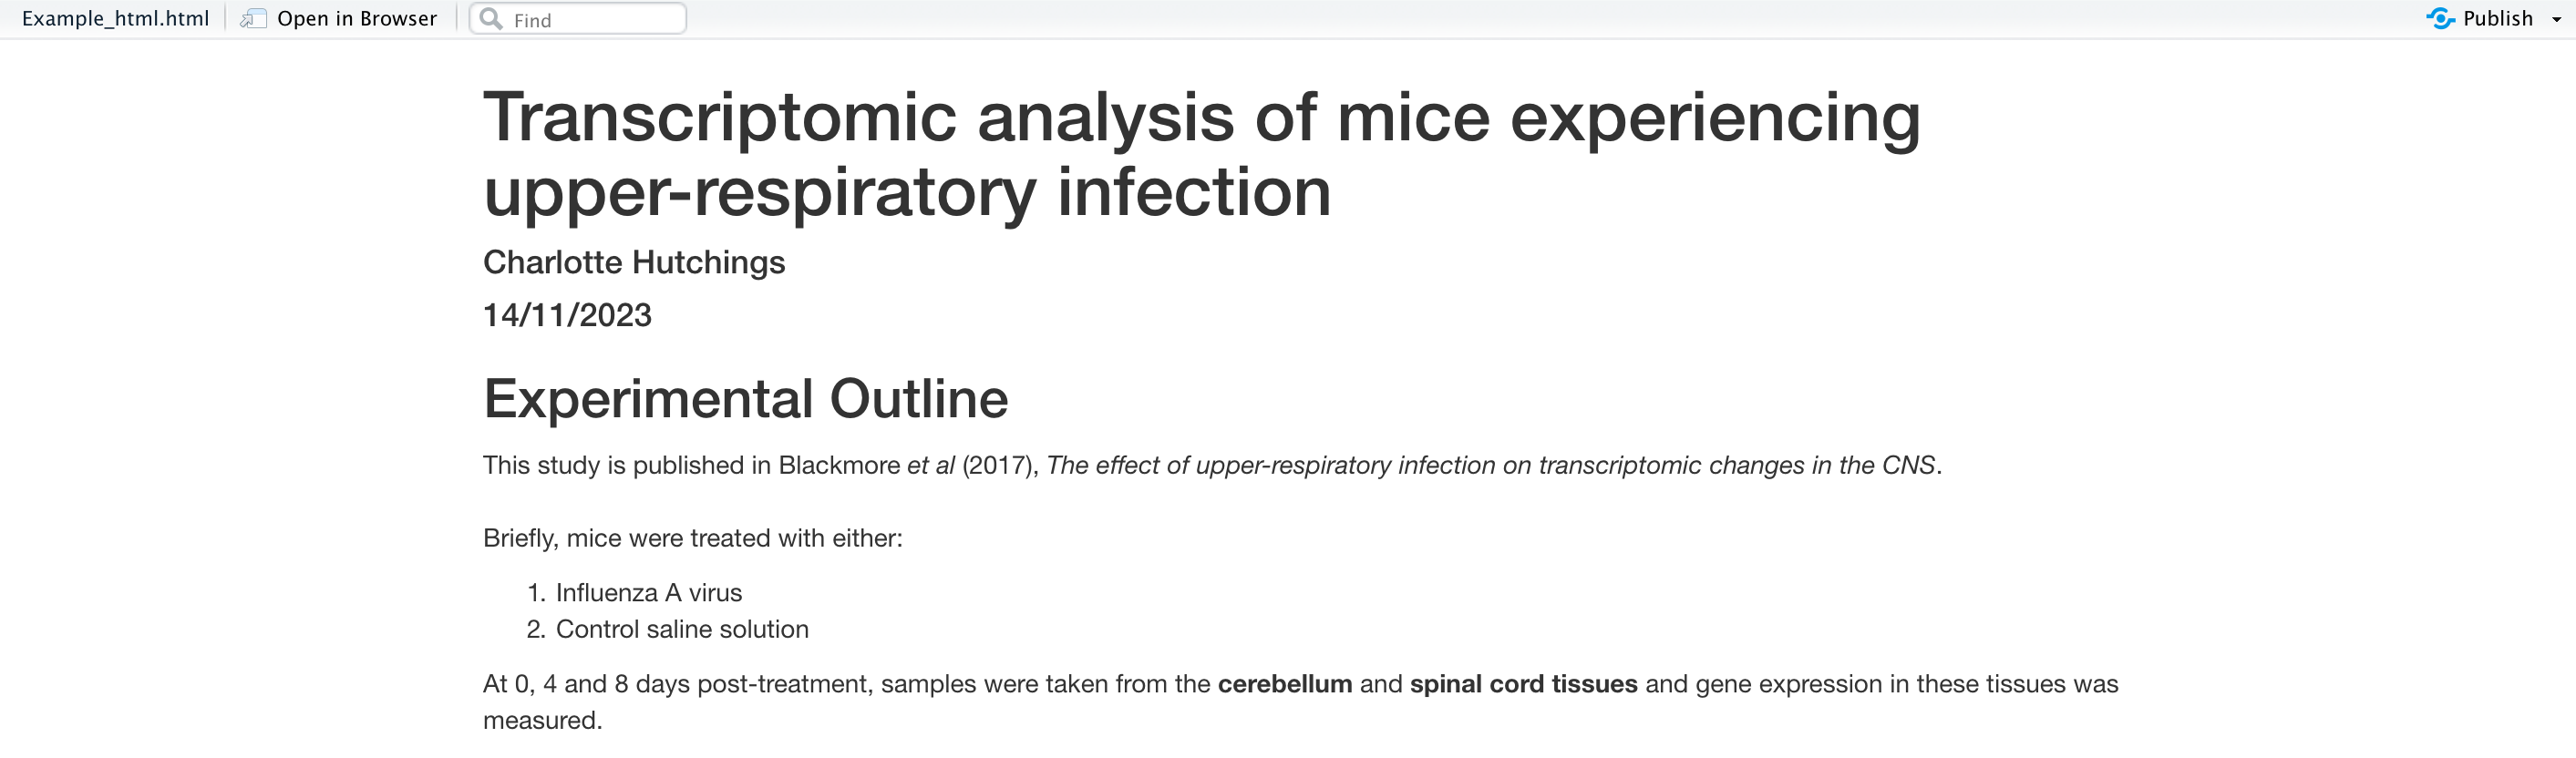 Example_html.html Open in Browser Find Publish
Transcriptomic analysis of mice experiencing
upper-respiratory infection
Charlotte Hutchings
14/11/2023
Experimental Outline
This study is published in Blackmore et al (2017), The effect of upper-respiratory infection on transcriptomic changes in the CNS.
Briefly, mice were treated with either:
1. Influenza A virus
2. Control saline solution
At 0, 4 and 8 days post-treatment, samples were taken from the cerebellum and spinal cord tissues and gene expression in these tissues was
measured.